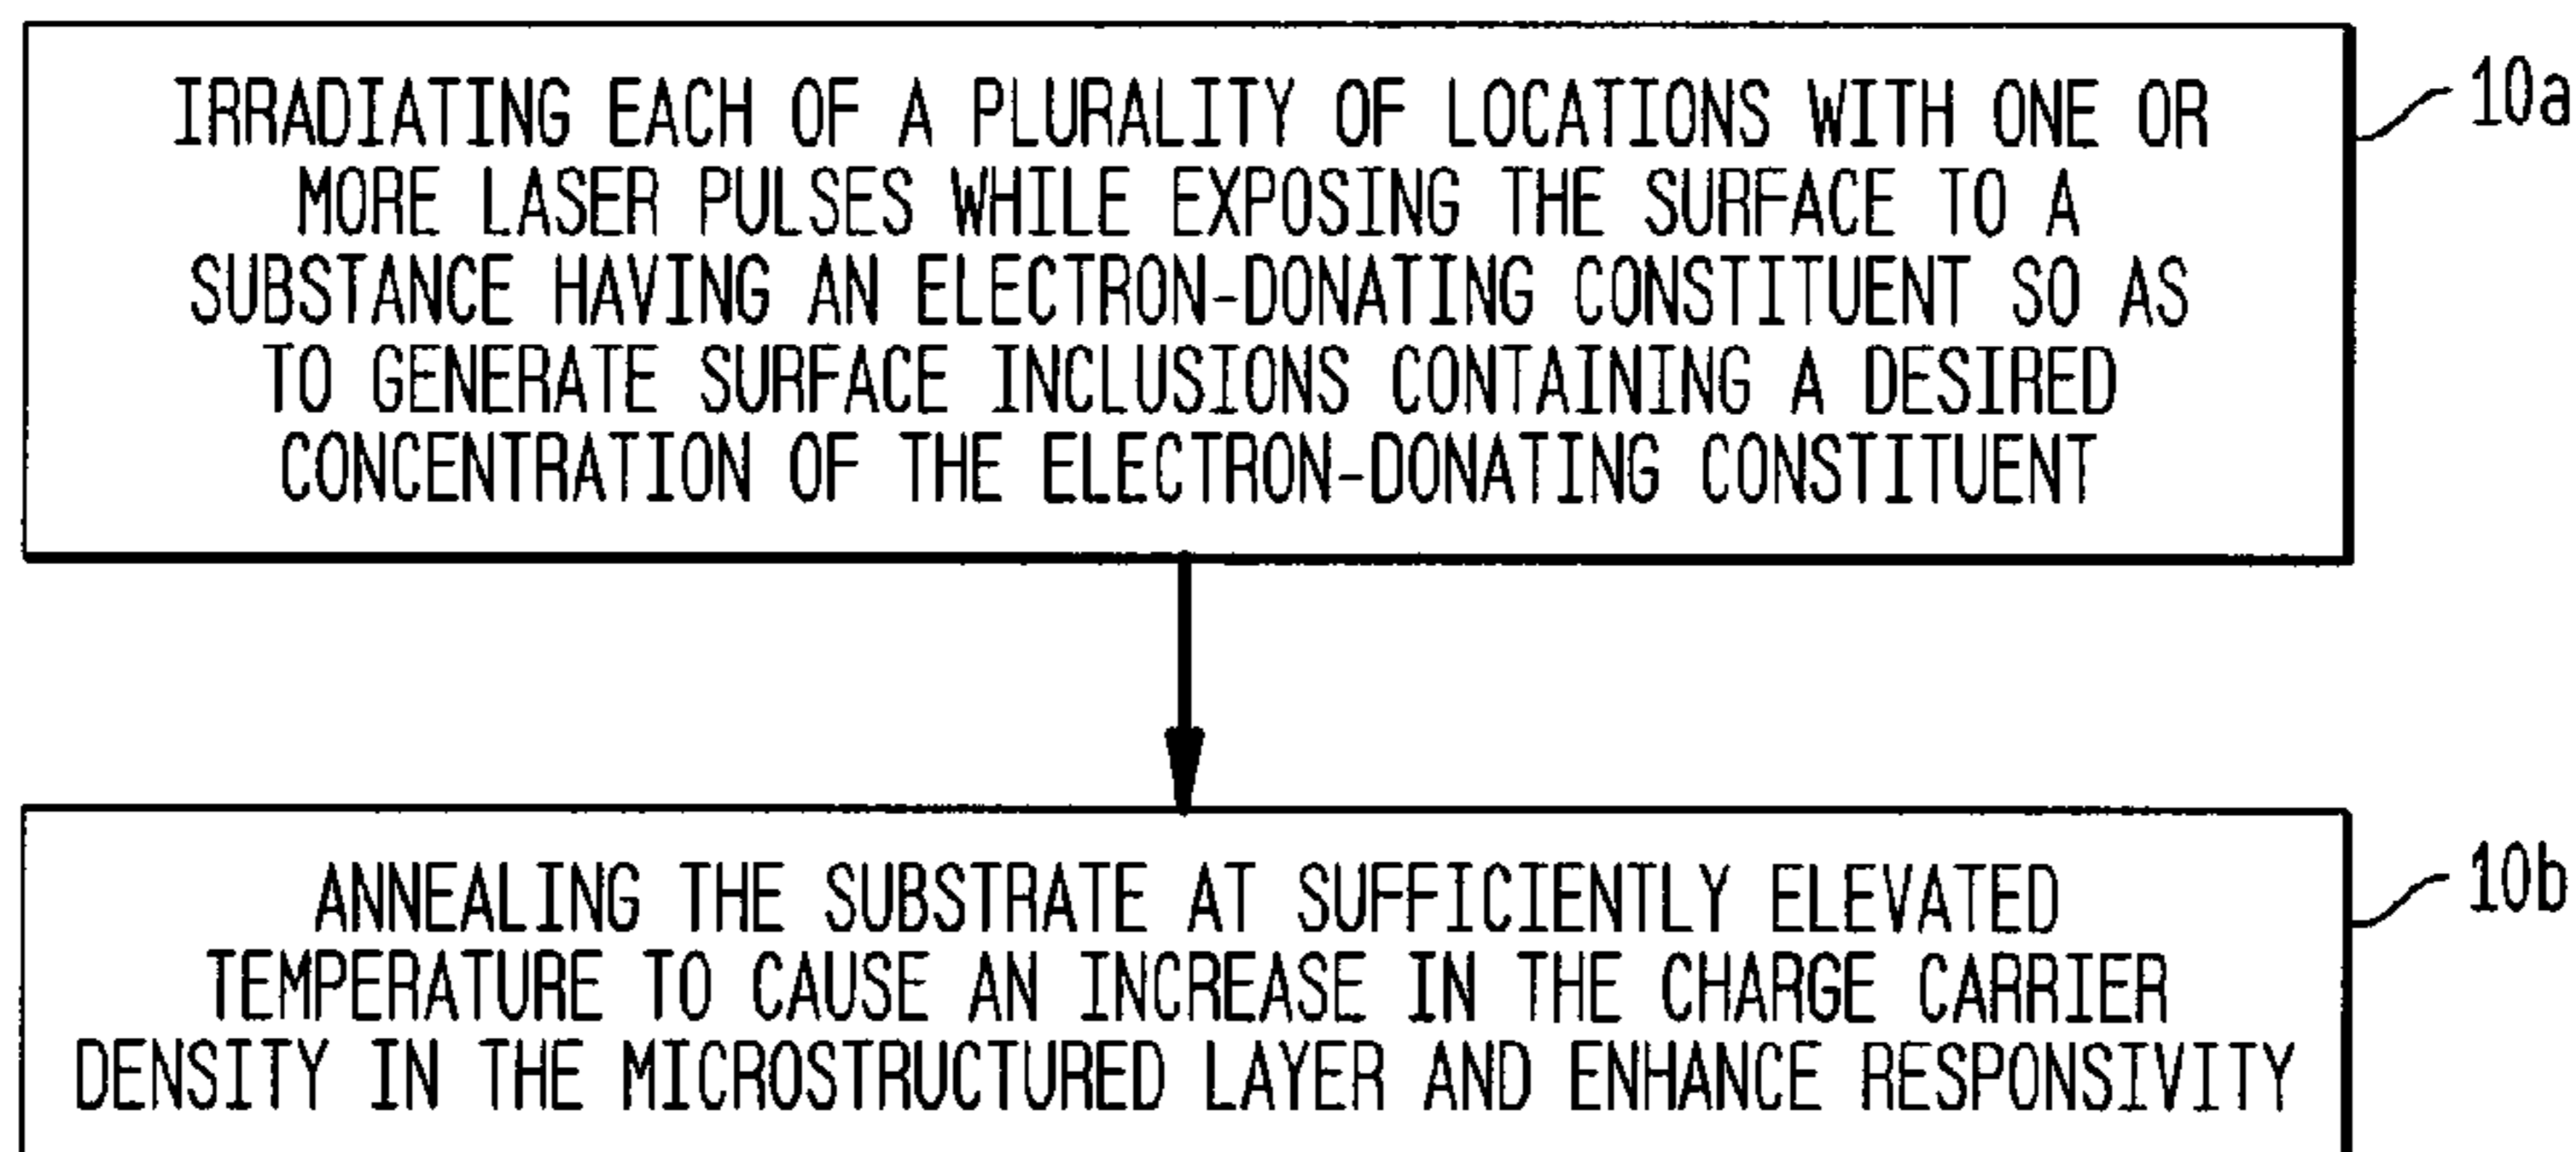 IRRADIATING EACH OF A PLURALITY OF LOCATIONS WITH ONE OR
MORE LASER PULSES WHILE EXPOSING THE SURFACE TO A
SUBSTANCE HAVING AN ELECTRON-DONATING CONSTITUENT SO AS
TO GENERATE SURFACE INCLUSIONS CONTAINING A DESIRED
CONCENTRATION OF THE ELECTRON-DONATING CONSTITUENT
10a
ANNEALING THE SUBSTRATE AT SUFFICIENTLY ELEVATED
TEMPERATURE TO CAUSE AN INCREASE IN THE CHARGE CARRIER
DENSITY IN THE MICROSTRUCTURED LAYER AND ENHANCE RESPONSIVITY
10b